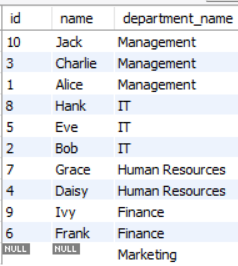 id name department_name
10 Jack Management
3 Charlie Management
1 Alice Management
8 Hank IT
5 Eve IT
2 Bob IT
7 Grace Human Resources
4 Daisy Human Resources
9 Ivy Finance
6 Frank Finance
NULL NULL Marketing